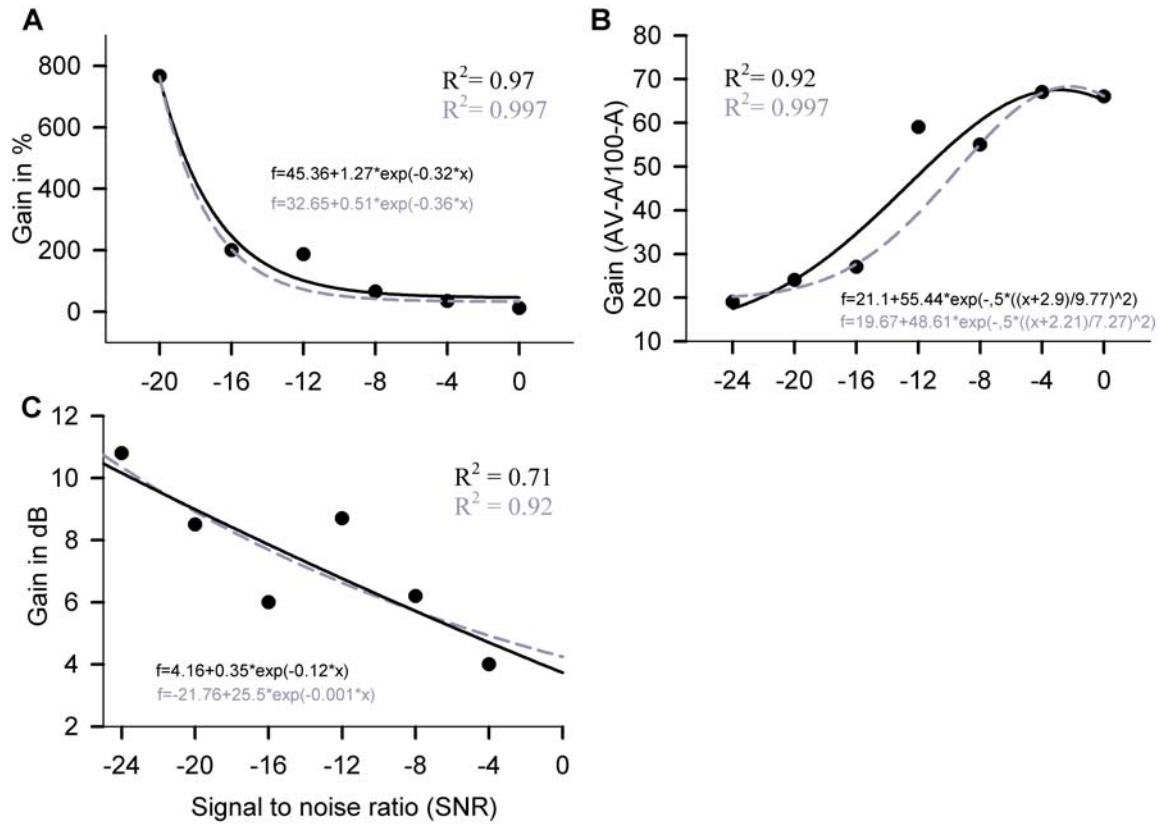 A
800
600
400
200
0
Gain in %
R²= 0.97
R²= 0.997
f=45.36+1.27*exp(-0.32*x)
f=32.65+0.51*exp(-0.36*x)
-20 -16 -12 -8 -4 0
B
80
70
60
50
40
30
20
10
Gain (AV-A/100-A)
R²= 0.92
R²= 0.997
f=21.1+55.44*exp(-,5*((x+2.9)/9.77)^2)
f=19.67+48.61*exp(-,5*((x+2.21)/7.27)^2)
-24 -20 -16 -12 -8 -4 0
C
12
10
8
6
4
2
Gain in dB
R² = 0.71
R² = 0.92
f=4.16+0.35*exp(-0.12*x)
f=-21.76+25.5*exp(-0.001*x)
-24 -20 -16 -12 -8 -4 0
Signal to noise ratio (SNR)